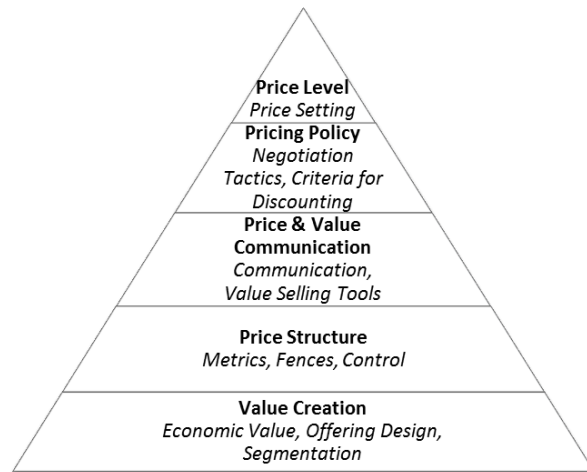 Price Level
Price Setting
Pricing Policy
Negotiation
Tactics, Criteria for
Discounting
Price & Value
Communication
Communication,
Value Selling Tools
Price Structure
Metrics, Fences, Control
Value Creation
Economic Value, Offering Design,
Segmentation